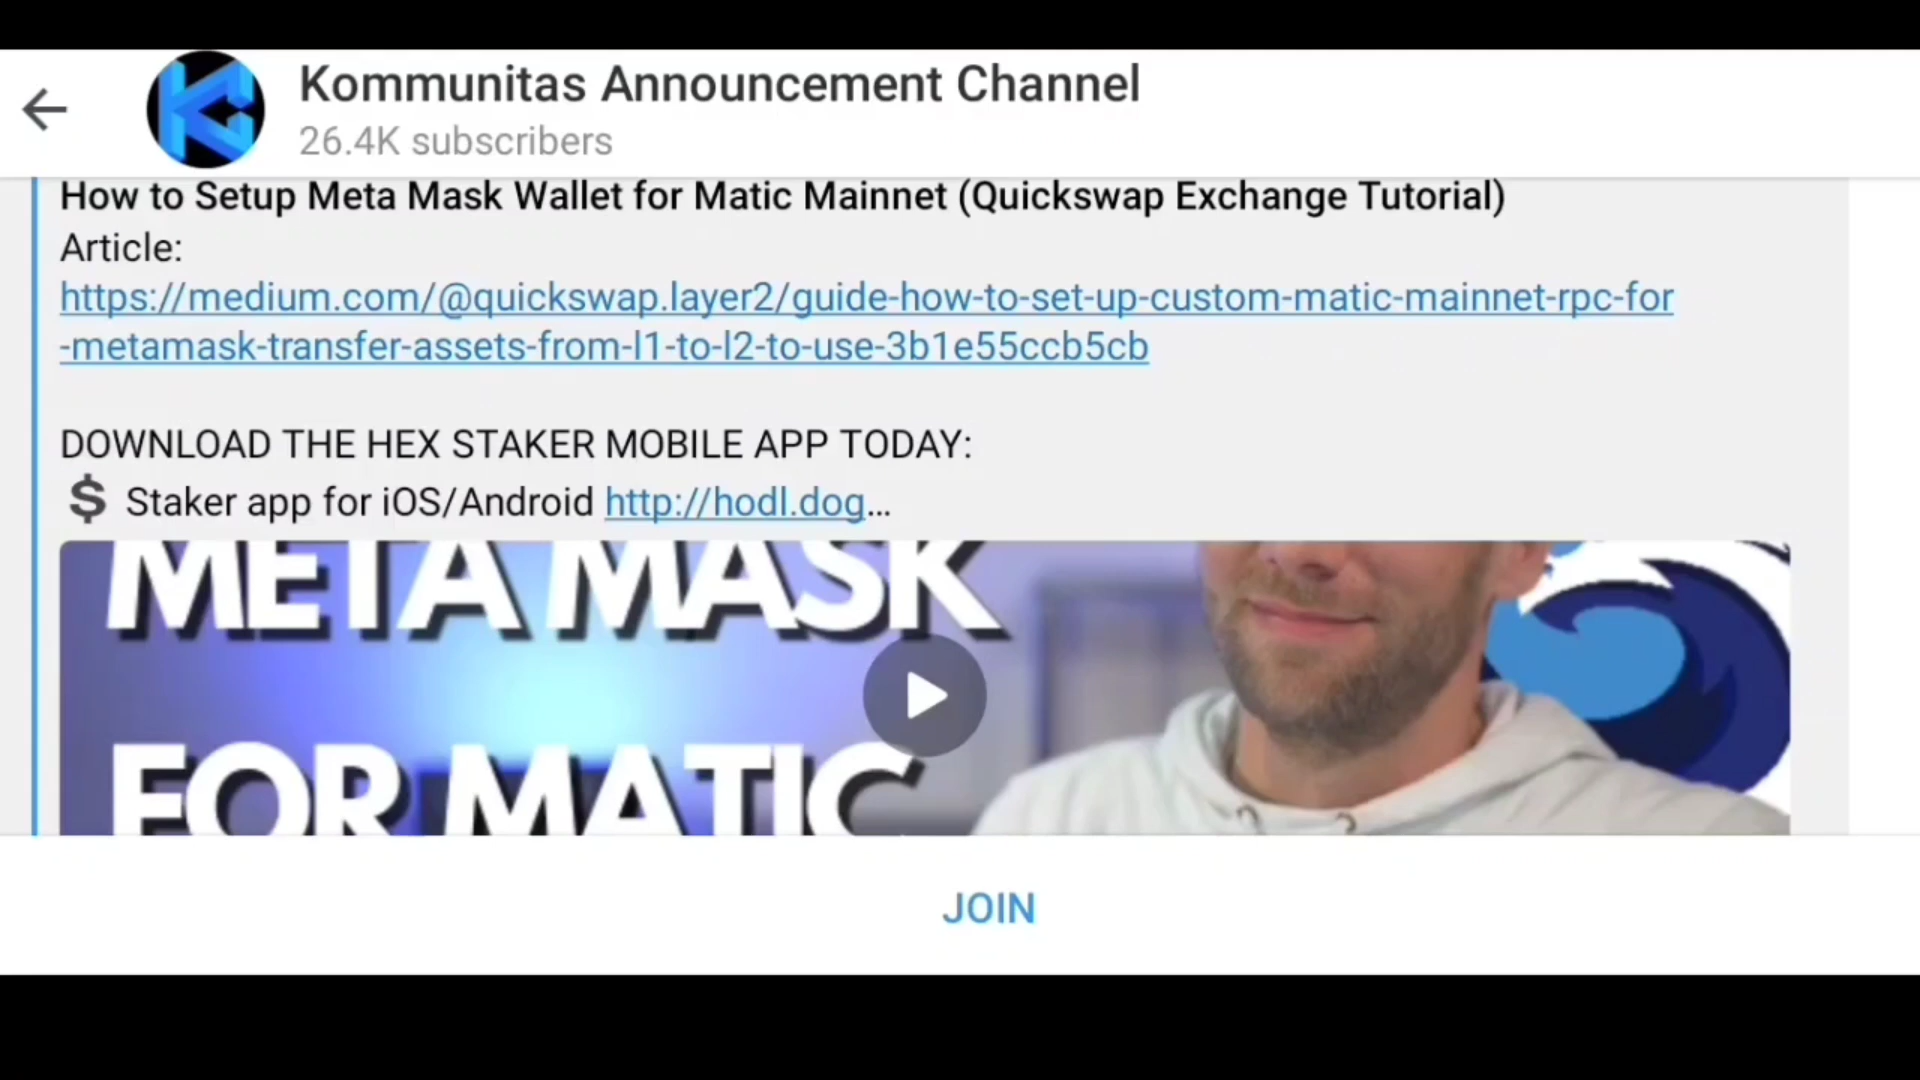 Kommunitas Announcement Channel
26.4K subscribers
How to Setup Meta Mask Wallet for Matic Mainnet (Quickswap Exchange Tutorial)
Article:
https://medium.com/@quickswap.layer2/guide-how-to-set-up-custom-matic-mainnet-rpc-for
-metamask-transfer-assets-from-l1-to-l2-to-use-3b1e55ccb5cb
DOWNLOAD THE HEX STAKER MOBILE APP TODAY:
$ Staker app for iOS/Android http://hodl.dog...
META MASK
FOR MATIC
JOIN